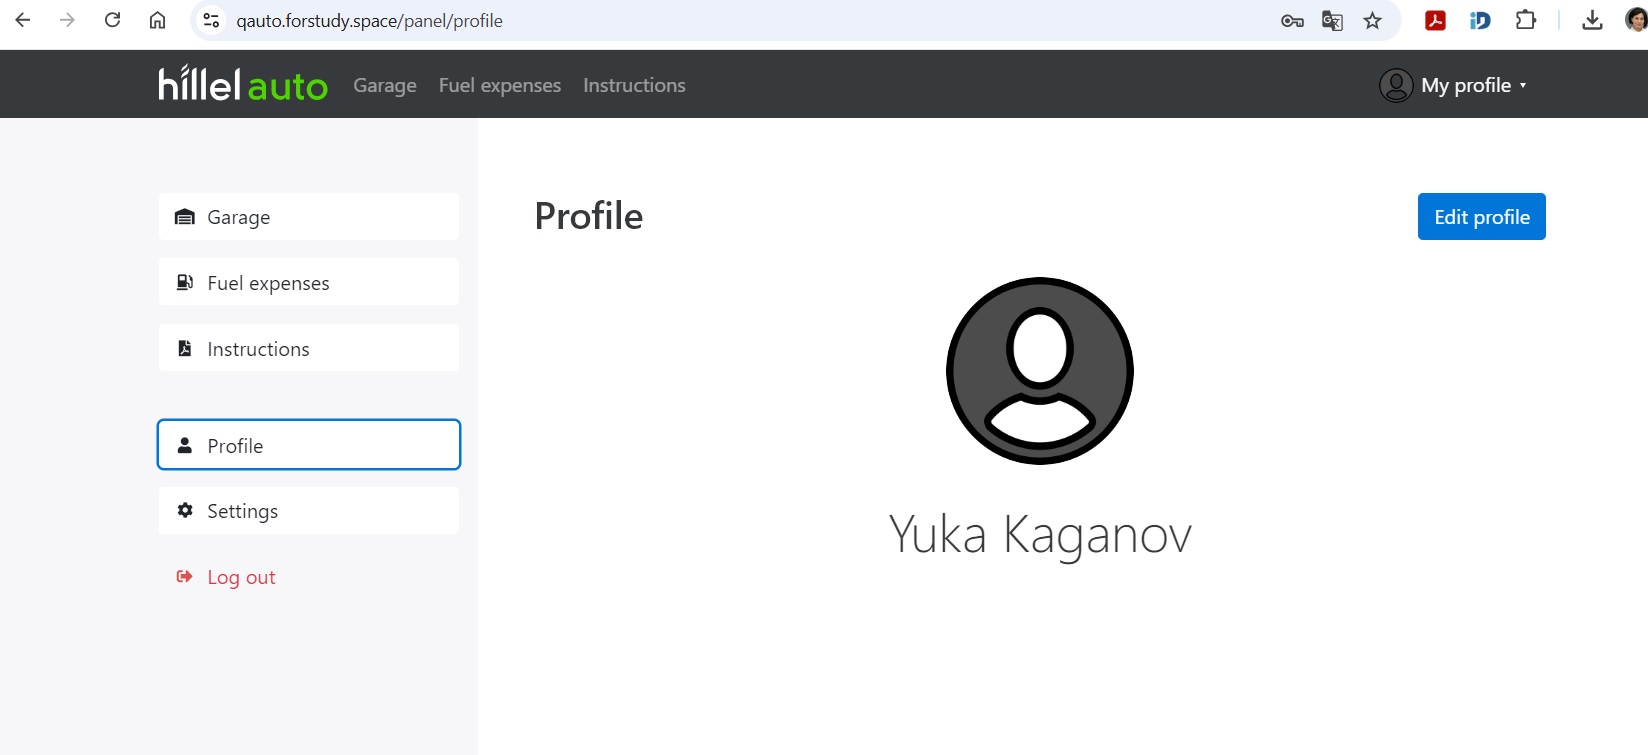 qauto.forstudy.space/panel/profile
hillel auto Garage Fuel expenses Instructions My profile
Garage
Fuel expenses
Instructions
Profile
Settings
Log out
Profile
Edit profile
Yuka Kaganov